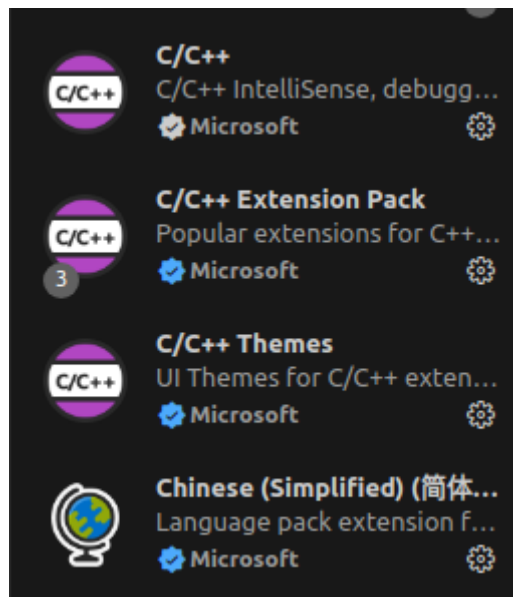 C/C++
C/C++
C/C++ IntelliSense, debugg...
Microsoft
C/C++ Extension Pack
C/C++
Popular extensions for C++...
3
Microsoft
C/C++ Themes
C/C++
UI Themes for C/C++ exten...
Microsoft
Chinese (Simplified) (简体...
Language pack extension f...
Microsoft